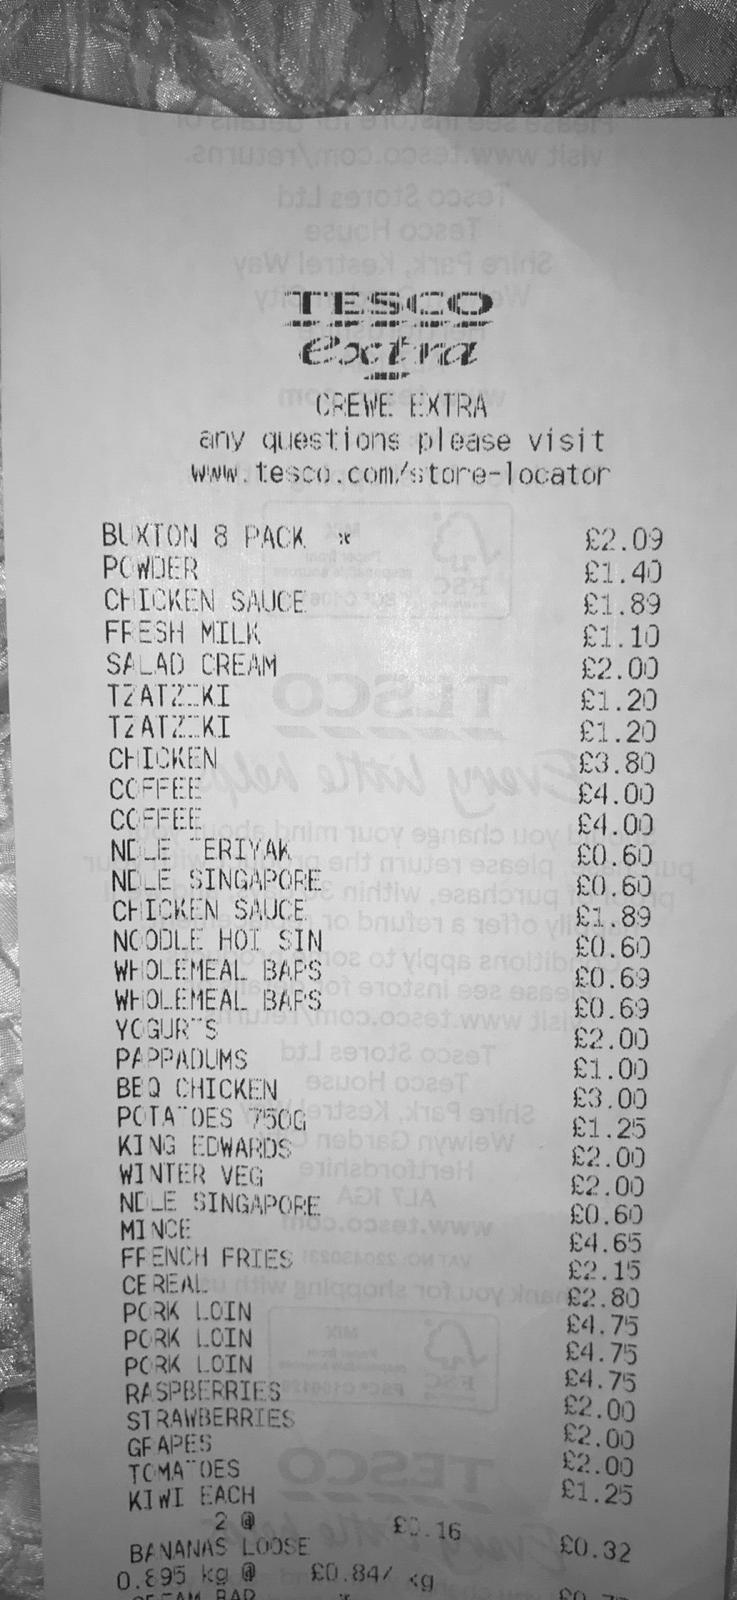 TESCO
extra
CREWE EXTRA
any questions please visit
www.tesco.com/store-locator
BUXTON 8 PACK * £2.09
POWDER £1.40
CHICKEN SAUCE £1.89
FRESH MILK £1.10
SALAD CREAM £2.00
TZATZIKI £1.20
TZATZIKI £1.20
CHICKEN £3.80
COFFEE £4.00
COFFEE £4.00
NDLE TERIYAK £0.60
NDLE SINGAPORE £0.60
CHICKEN SAUCE £1.89
NOODLE HOI SIN £0.60
WHOLEMEAL BAPS £0.69
WHOLEMEAL BAPS £0.69
YOGURTS £2.00
PAPPADUMS £1.00
BBQ CHICKEN £3.00
POTATOES 750G £1.25
KING EDWARDS £2.00
WINTER VEG £2.00
NDLE SINGAPORE £0.60
MINCE £4.65
FRENCH FRIES £2.15
CEREAL £2.80
PORK LOIN £4.75
PORK LOIN £4.75
PORK LOIN £4.75
RASPBERRIES £2.00
STRAWBERRIES £2.00
GRAPES £2.00
TOMATOES £1.25
KIWI EACH
2 @ £0.16 £0.32
BANANAS LOOSE
0.895 kg @ £0.84/ kg